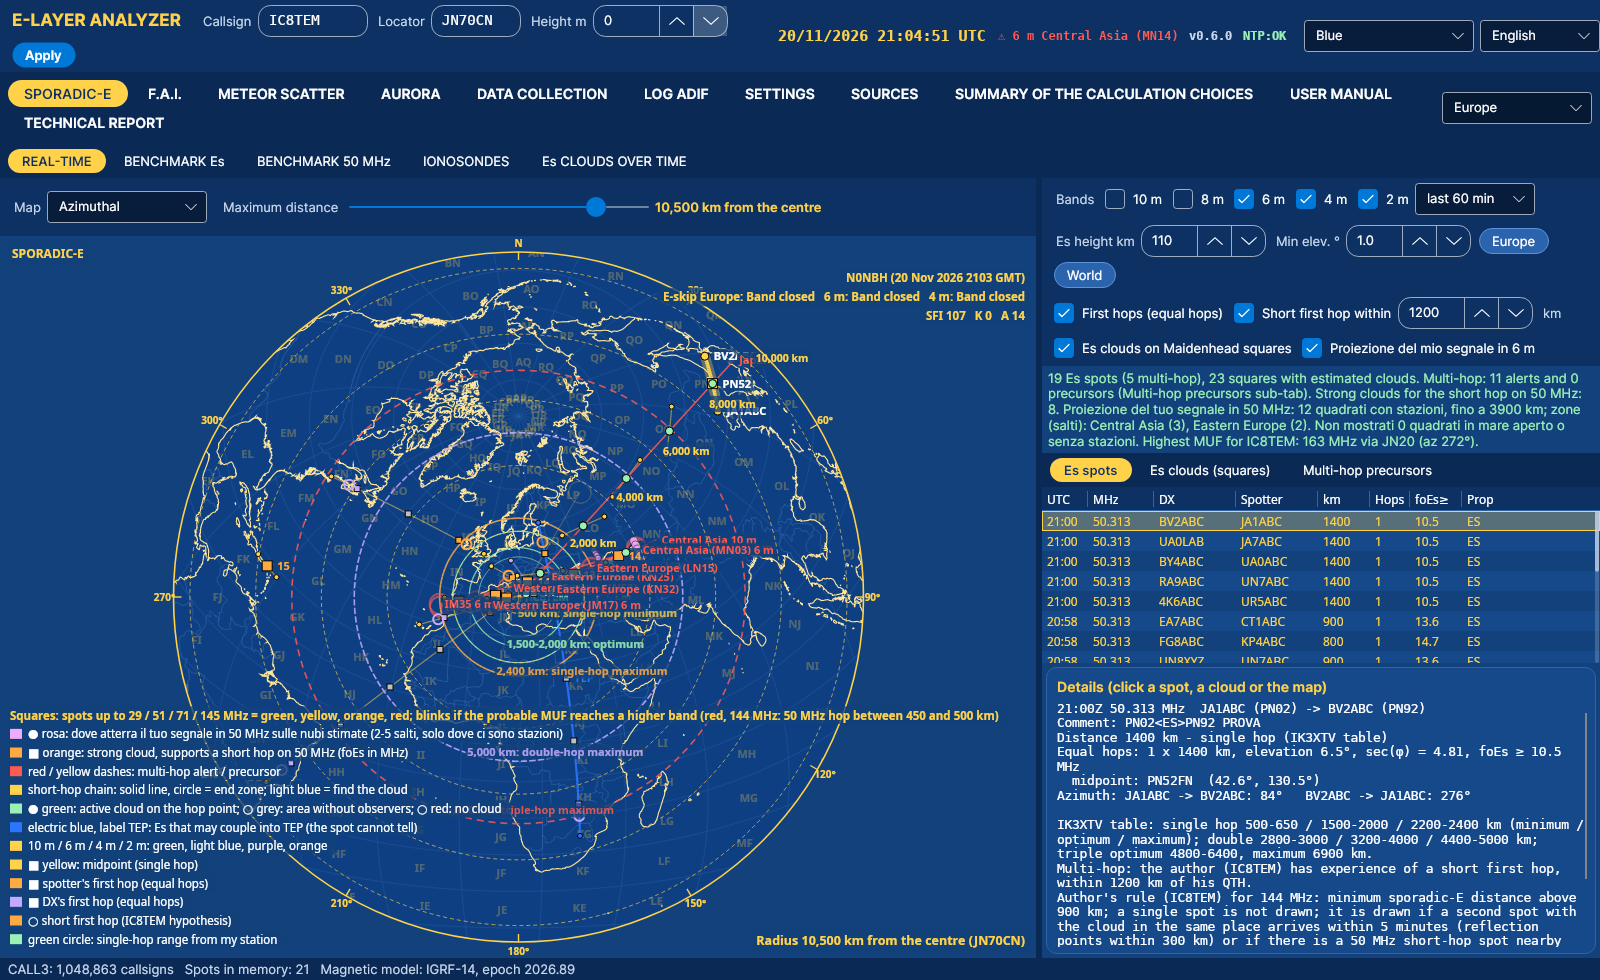 E-LAYER ANALYZER
Callsign IC8TEM Locator JN70CN Height m 0
Apply
20/11/2026 21:04:51 UTC ⚠ 6 m Central Asia (MN14) v0.6.0 NTP:OK
Blue English
SPORADIC-E F.A.I. METEOR SCATTER AURORA DATA COLLECTION LOG ADIF SETTINGS SOURCES SUMMARY OF THE CALCULATION CHOICES USER MANUAL
TECHNICAL REPORT
Europe
REAL-TIME BENCHMARK Es BENCHMARK 50 MHz IONOSONDES Es CLOUDS OVER TIME
Map Azimuthal Maximum distance 10,500 km from the centre
SPORADIC-E
N0NBH (20 Nov 2026 2103 GMT)
E-skip Europe: Band closed 6 m: Band closed 4 m: Band closed
SFI 107 K 0 A 14
N
330°
300°
270°
210°
180°
150°
120°
90°
60°
10,000 km
PN52
8,000 km
6,000 km
4,000 km
2,000 km
Central Asia 10 m
Central Asia (MN03) 6 m
14
Eastern Europe (LN15)
Eastern Europe (KN25)
Eastern Europe (KN32)
15
Western Europe (JM17) 6 m
500 km: single-hop minimum
1,500-2,000 km: optimum
2,400 km: single-hop maximum
5,000 km: double-hop maximum
Squares: spots up to 29 / 51 / 71 / 145 MHz = green, yellow, orange, red; blinks if the probable MUF reaches a higher band (red, 144 MHz: 50 MHz hop between 450 and 500 km)
● rosa: dove atterra il tuo segnale in 50 MHz sulle nubi stimate (2-5 salti, solo dove ci sono stazioni)
■ orange: strong cloud, supports a short hop on 50 MHz (foEs in MHz)
red / yellow dashes: multi-hop alert / precursor
short-hop chain: solid line, circle = end zone; light blue = find the cloud
● green: active cloud on the hop point; ○ grey: area without observers; ○ red: no cloud
electric blue, label TEP: Es that may couple into TEP (the spot cannot tell)
10 m / 6 m / 4 m / 2 m: green, light blue, purple, orange
■ yellow: midpoint (single hop)
■ spotter's first hop (equal hops)
■ DX's first hop (equal hops)
○ short first hop (IC8TEM hypothesis)
green circle: single-hop range from my station
Radius 10,500 km from the centre (JN70CN)
Bands 10 m 8 m 6 m 4 m 2 m last 60 min
Es height km 110 Min elev. ° 1.0 Europe
World
First hops (equal hops) Short first hop within 1200 km
Es clouds on Maidenhead squares Proiezione del mio segnale in 6 m
19 Es spots (5 multi-hop), 23 squares with estimated clouds. Multi-hop: 11 alerts and 0
precursors (Multi-hop precursors sub-tab). Strong clouds for the short hop on 50 MHz:
8. Proiezione del tuo segnale in 50 MHz: 12 quadrati con stazioni, fino a 3900 km; zone
(salti): Central Asia (3), Eastern Europe (2). Non mostrati 0 quadrati in mare aperto o
senza stazioni. Highest MUF for IC8TEM: 163 MHz via JN20 (az 272°).
Es spots Es clouds (squares) Multi-hop precursors
UTC MHz DX Spotter km Hops foEs≥ Prop
21:00 50.313 BV2ABC JA1ABC 1400 1 10.5 ES
21:00 50.313 UA0LAB JA7ABC 1400 1 10.5 ES
21:00 50.313 BY4ABC UA0ABC 1400 1 10.5 ES
21:00 50.313 RA9ABC UN7ABC 1400 1 10.5 ES
21:00 50.313 4K6ABC UR5ABC 1400 1 10.5 ES
20:58 50.313 EA7ABC CT1ABC 900 1 13.6 ES
20:58 50.313 FG8ABC KP4ABC 800 1 14.7 ES
20:58 50.313 UN8XYZ UN7ABC 900 1 13.6 ES
Details (click a spot, a cloud or the map)
21:00Z 50.313 MHz JA1ABC (PN02) -> BV2ABC (PN92)
Comment: PN02<ES>PN92 PROVA
Distance 1400 km - single hop (IK3XTV table)
Equal hops: 1 x 1400 km, elevation 6.5°, sec(φ) = 4.81, foEs ≥ 10.5
MHz
midpoint: PN52FN (42.6°, 130.5°)
Azimuth: JA1ABC -> BV2ABC: 84° BV2ABC -> JA1ABC: 276°
IK3XTV table: single hop 500-650 / 1500-2000 / 2200-2400 km (minimum /
optimum / maximum); double 2800-3000 / 3200-4000 / 4400-5000 km;
triple optimum 4800-6400, maximum 6900 km.
Multi-hop: the author (IC8TEM) has experience of a short first hop,
within 1200 km of his QTH.
Author's rule (IC8TEM) for 144 MHz: minimum sporadic-E distance above
900 km; a single spot is not drawn; it is drawn if a second spot with
the cloud in the same place arrives within 5 minutes (reflection
points within 300 km) or if there is a 50 MHz short-hop spot nearby
CALL3: 1,048,863 callsigns Spots in memory: 21 Magnetic model: IGRF-14, epoch 2026.89